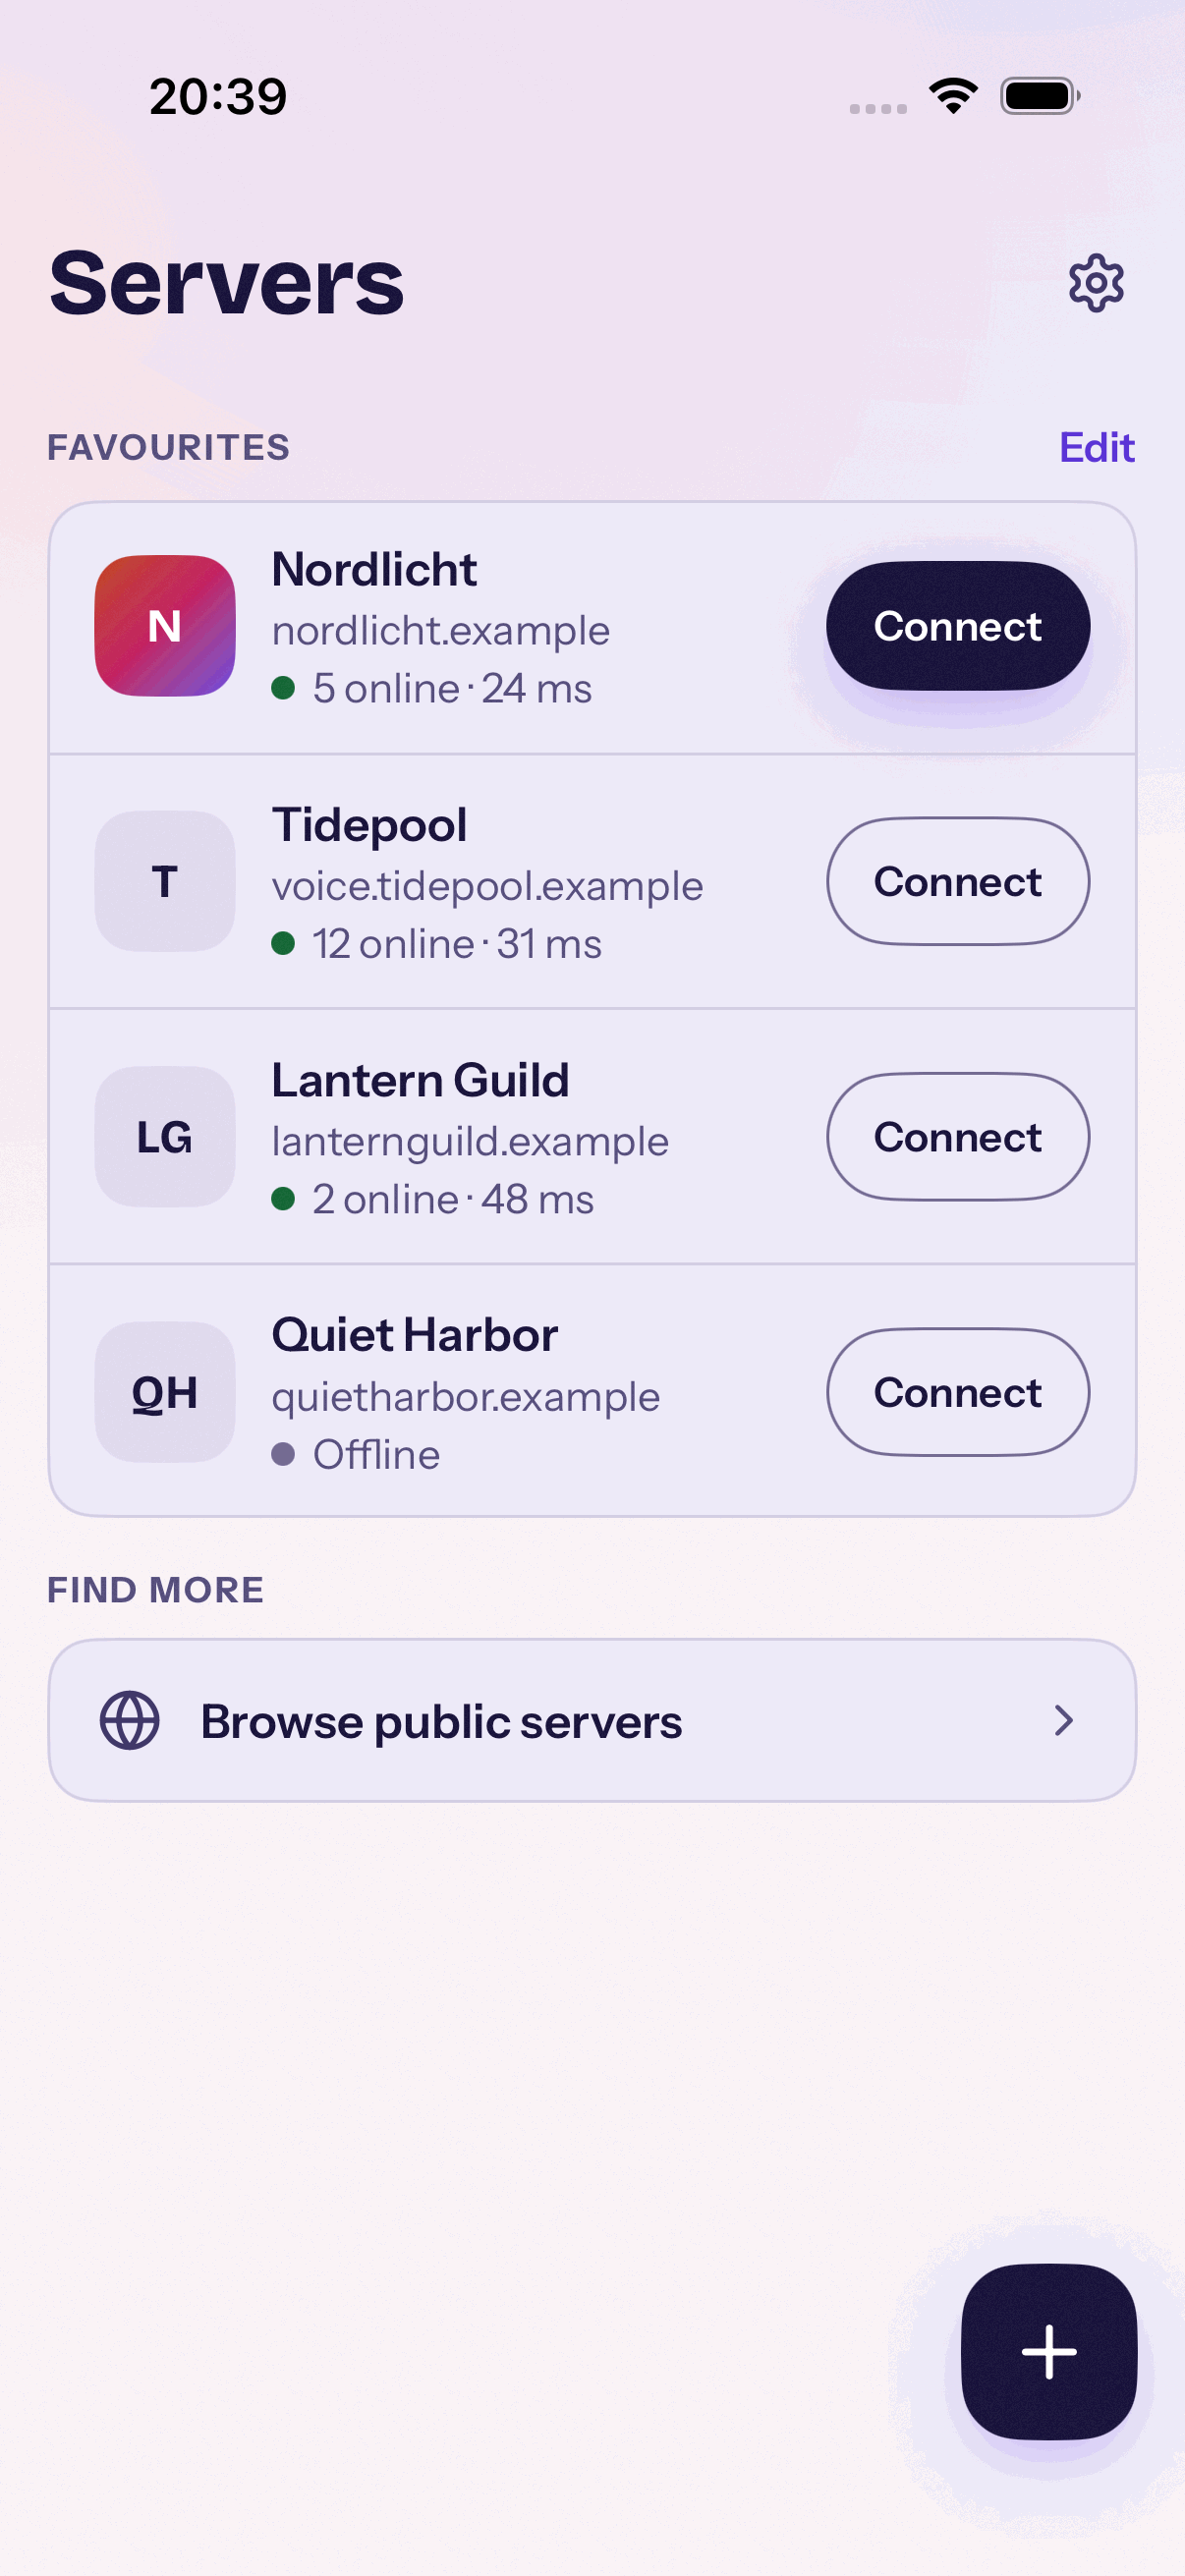 20:39
Servers
FAVOURITES
Edit
N
Nordlicht
nordlicht.example
5 online · 24 ms
Connect
T
Tidepool
voice.tidepool.example
12 online · 31 ms
Connect
LG
Lantern Guild
lanternguild.example
2 online · 48 ms
Connect
QH
Quiet Harbor
quietharbor.example
Offline
Connect
FIND MORE
Browse public servers